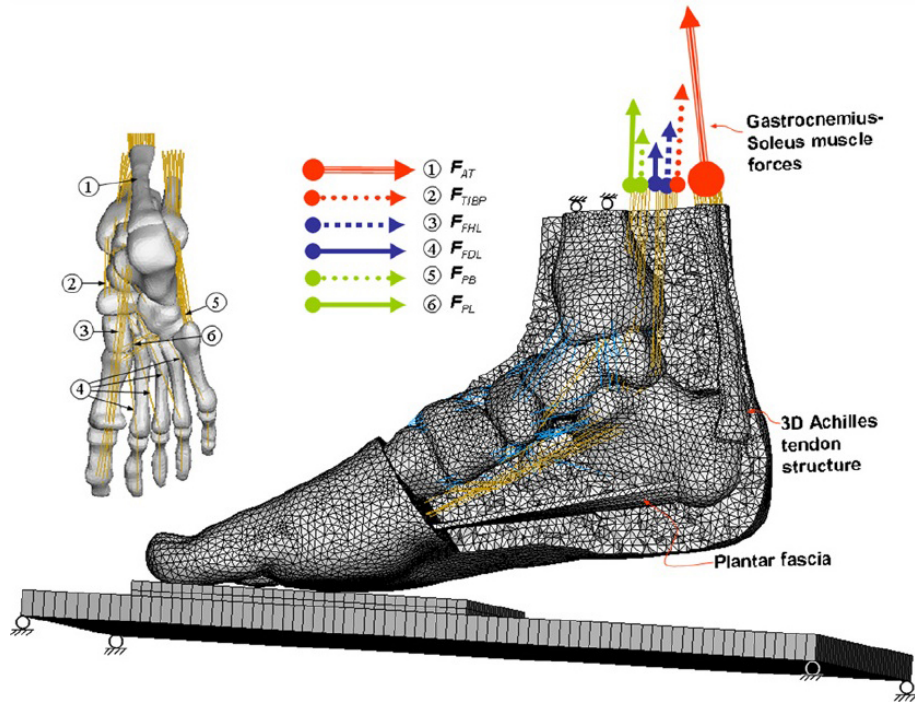 Gastrocnemius-
Soleus muscle
forces
① F_AT
② F_TIBP
③ F_FHL
④ F_FDL
⑤ F_PB
⑥ F_PL
①
②
③
④
⑤
⑥
3D Achilles
tendon
structure
Plantar fascia